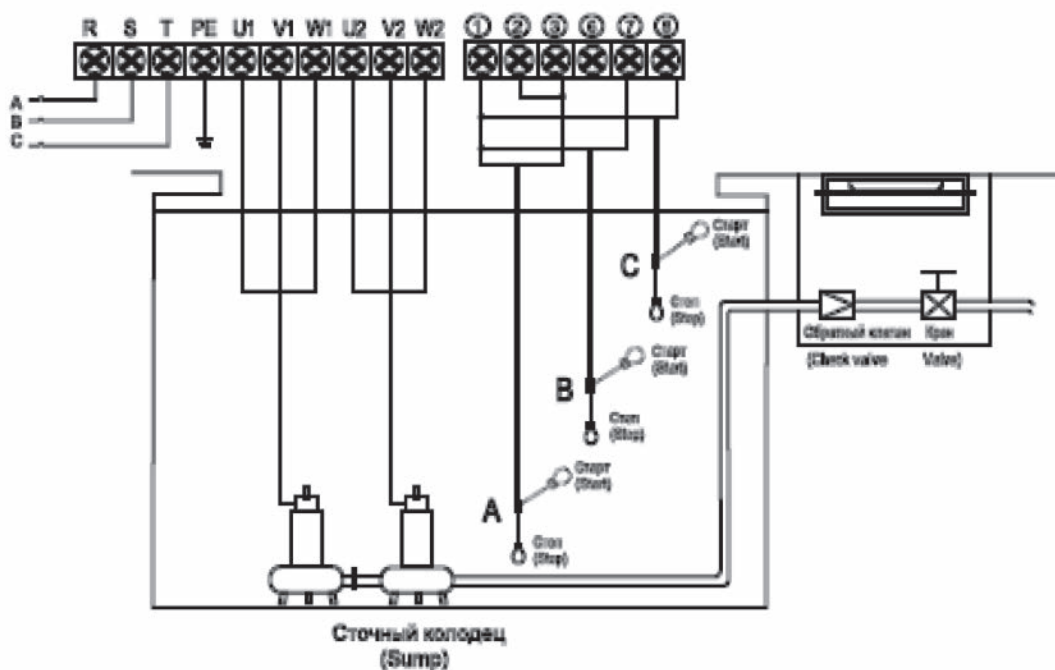 R S T PE U1 V1 W1 U2 V2 W2
① ② ③ ⑥ ⑦
A
B
C
Старт
(Start)
C
Стоп
(Stop)
Обратный клапан
(Check valve
Кран
Valve)
Старт
(Start)
B
Стоп
(Stop)
Старт
(Start)
A
Стоп
(Stop)
Сточный колодец
(Sump)